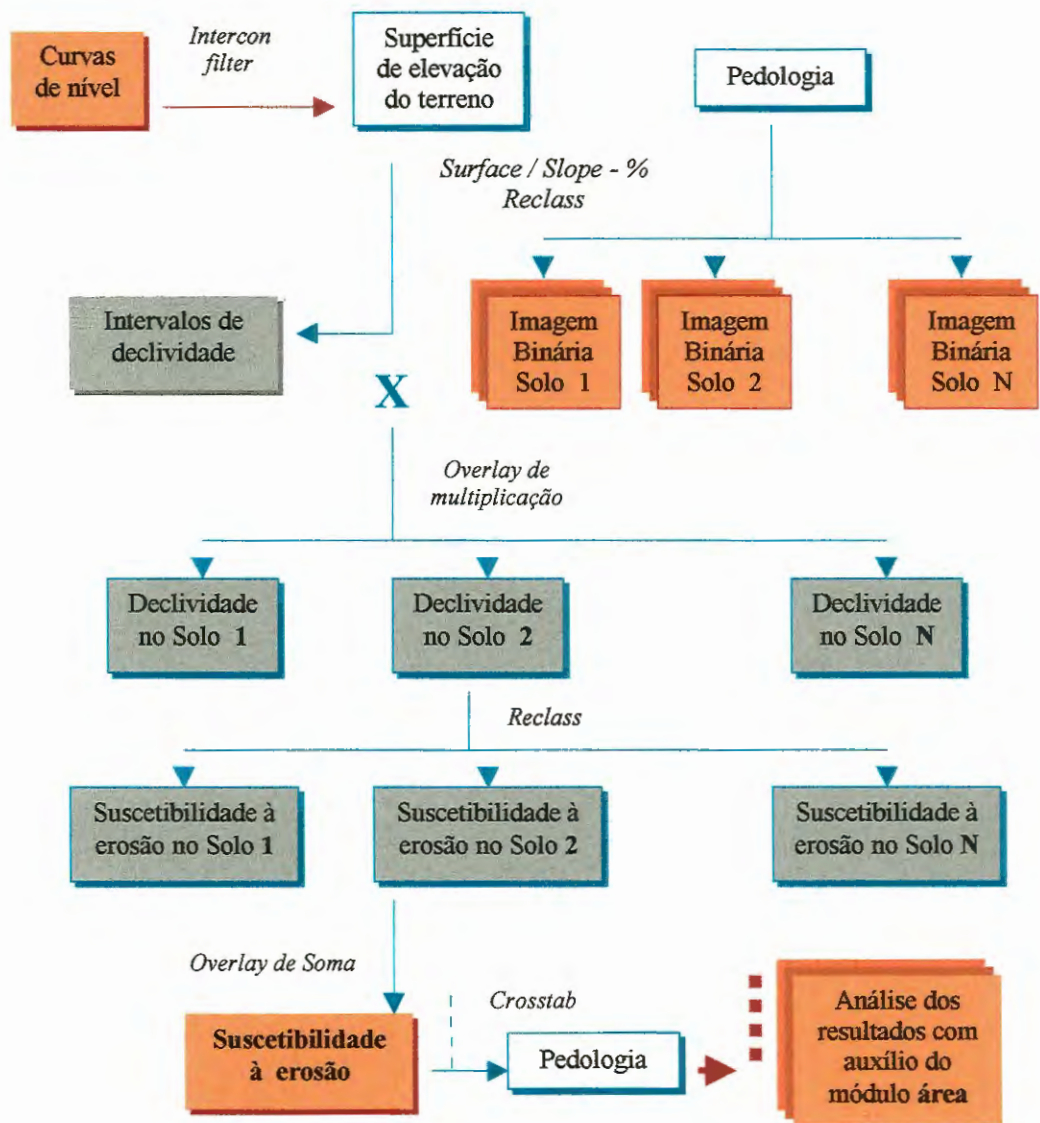 Curvas
de nível
Intercon
filter
Superfície
de elevação
do terreno
Pedologia
Surface / Slope - %
Reclass
Intervalos de
declividade
Imagem
Binária
Solo 1
Imagem
Binária
Solo 2
Imagem
Binária
Solo N
X
Overlay de
multiplicação
Declividade
no Solo 1
Declividade
no Solo 2
Declividade
no Solo N
Reclass
Suscetibilidade à
erosão no Solo 1
Suscetibilidade à
erosão no Solo 2
Suscetibilidade à
erosão no Solo N
Overlay de Soma
Suscetibilidade
à erosão
Crosstab
Pedologia
Análise dos
resultados com
auxílio do
módulo área